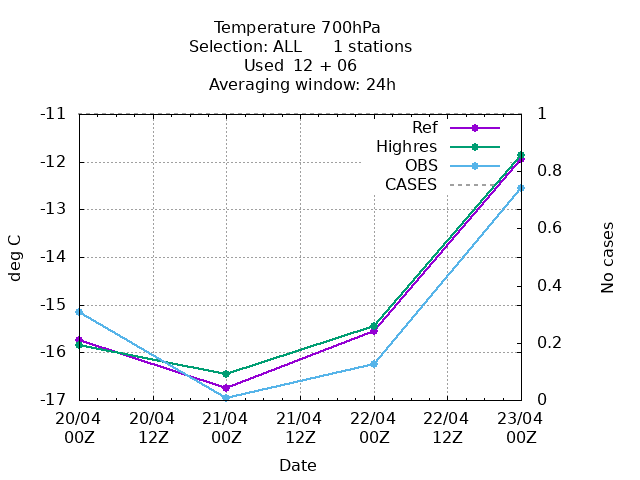 Temperature 700hPa
Selection: ALL 1 stations
Used 12 + 06
Averaging window: 24h
-11 1
Ref
Highres
-12
OBS
0.8
CASES
-13
0.6
-14
deg C
No cases
0.4
-15
-16
0.2
-17 0
20/04 20/04 21/04 21/04 22/04 22/04 23/04
00Z 12Z 00Z 12Z 00Z 12Z 00Z
Date